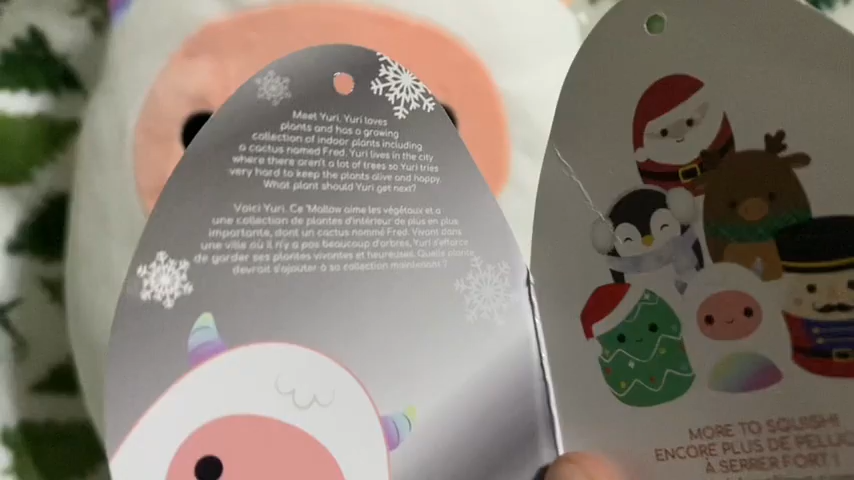 Meet Yuri. Yuri loves
plants and has a growing
collection of indoor plants including
a cactus named Fred. Yuri lives in the city
where there aren't a lot of trees so Yuri tries
very hard to keep the plants alive and happy.
What plant should Yuri get next?
Voici Yuri. Ce 'Mallow aime les végétaux et a
une collection de plantes d'intérieur de plus en plus
importante, dont un cactus nommé Fred. Vivant dans
une ville où il n'y a pas beaucoup d'arbres, Yuri s'efforce
de garder ses plantes vivantes et heureuses. Quelle plante
devrait s'ajouter à sa collection maintenant ?
MORE TO SQUISH!
ENCORE PLUS DE PELUC
À SERRER FORT !